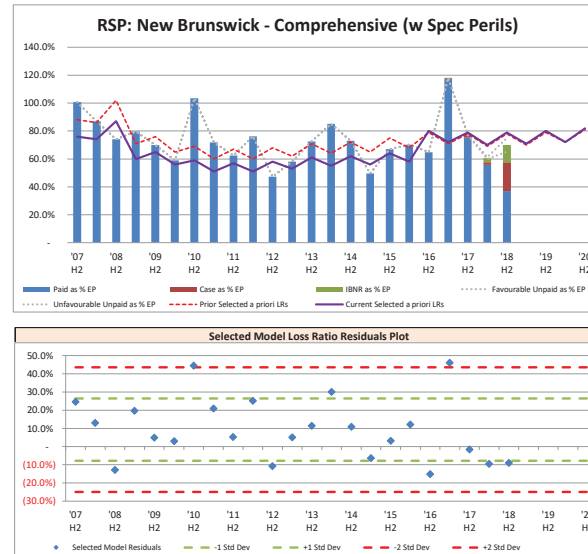 RSP: New Brunswick - Comprehensive (w Spec Perils)
140.0%
120.0%
100.0%
80.0%
60.0%
40.0%
20.0%
-
'07 '08 '09 '10 '11 '12 '13 '14 '15 '16 '17 '18 '19 '20
H2 H2 H2 H2 H2 H2 H2 H2 H2 H2 H2 H2 H2 H2
Paid as % EP Case as % EP IBNR as % EP Favourable Unpaid as % EP
Unfavourable Unpaid as % EP Prior Selected a priori LRs Current Selected a priori LRs
Selected Model Loss Ratio Residuals Plot
50.0%
40.0%
30.0%
20.0%
10.0%
-
(10.0%)
(20.0%)
(30.0%)
'07 '08 '09 '10 '11 '12 '13 '14 '15 '16 '17 '18 '19 '20
H2 H2 H2 H2 H2 H2 H2 H2 H2 H2 H2 H2 H2 H2
Selected Model Residuals -1 Std Dev +1 Std Dev -2 Std Dev +2 Std Dev